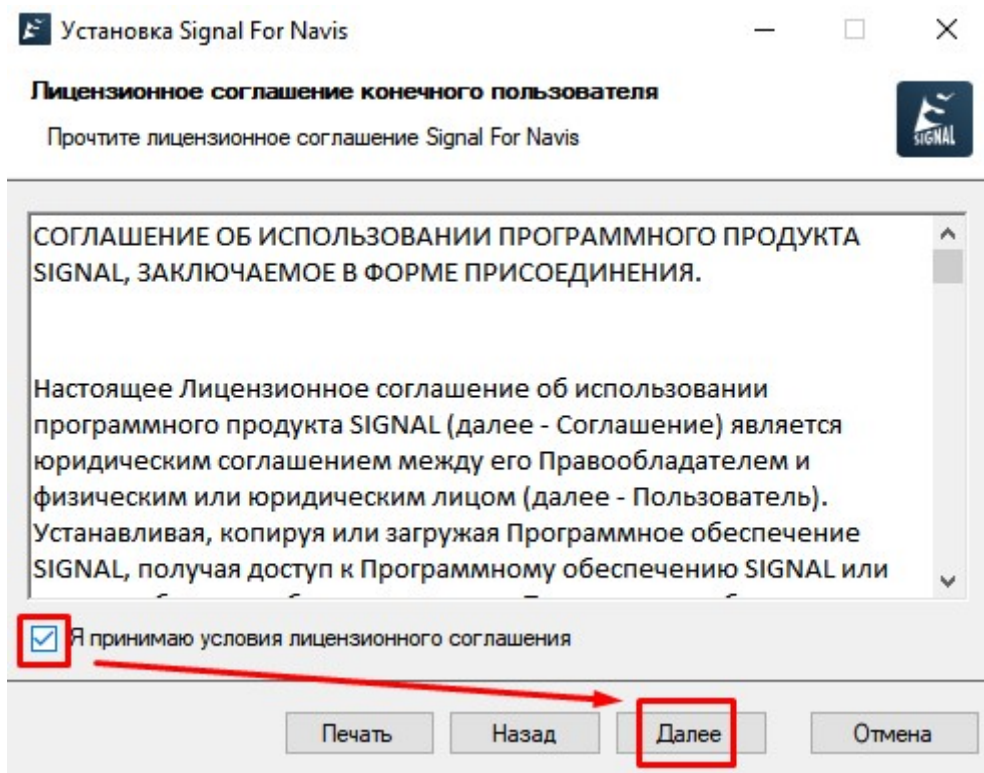 Установка Signal For Navis
Лицензионное соглашение конечного пользователя
Прочтите лицензионное соглашение Signal For Navis
SIGNAL
СОГЛАШЕНИЕ ОБ ИСПОЛЬЗОВАНИИ ПРОГРАММНОГО ПРОДУКТА
SIGNAL, ЗАКЛЮЧАЕМОЕ В ФОРМЕ ПРИСОЕДИНЕНИЯ.
Настоящее Лицензионное соглашение об использовании
программного продукта SIGNAL (далее - Соглашение) является
юридическим соглашением между его Правообладателем и
физическим или юридическим лицом (далее - Пользователь).
Устанавливая, копируя или загружая Программное обеспечение
SIGNAL, получая доступ к Программному обеспечению SIGNAL или
Я принимаю условия лицензионного соглашения
Печать
Назад
Далее
Отмена